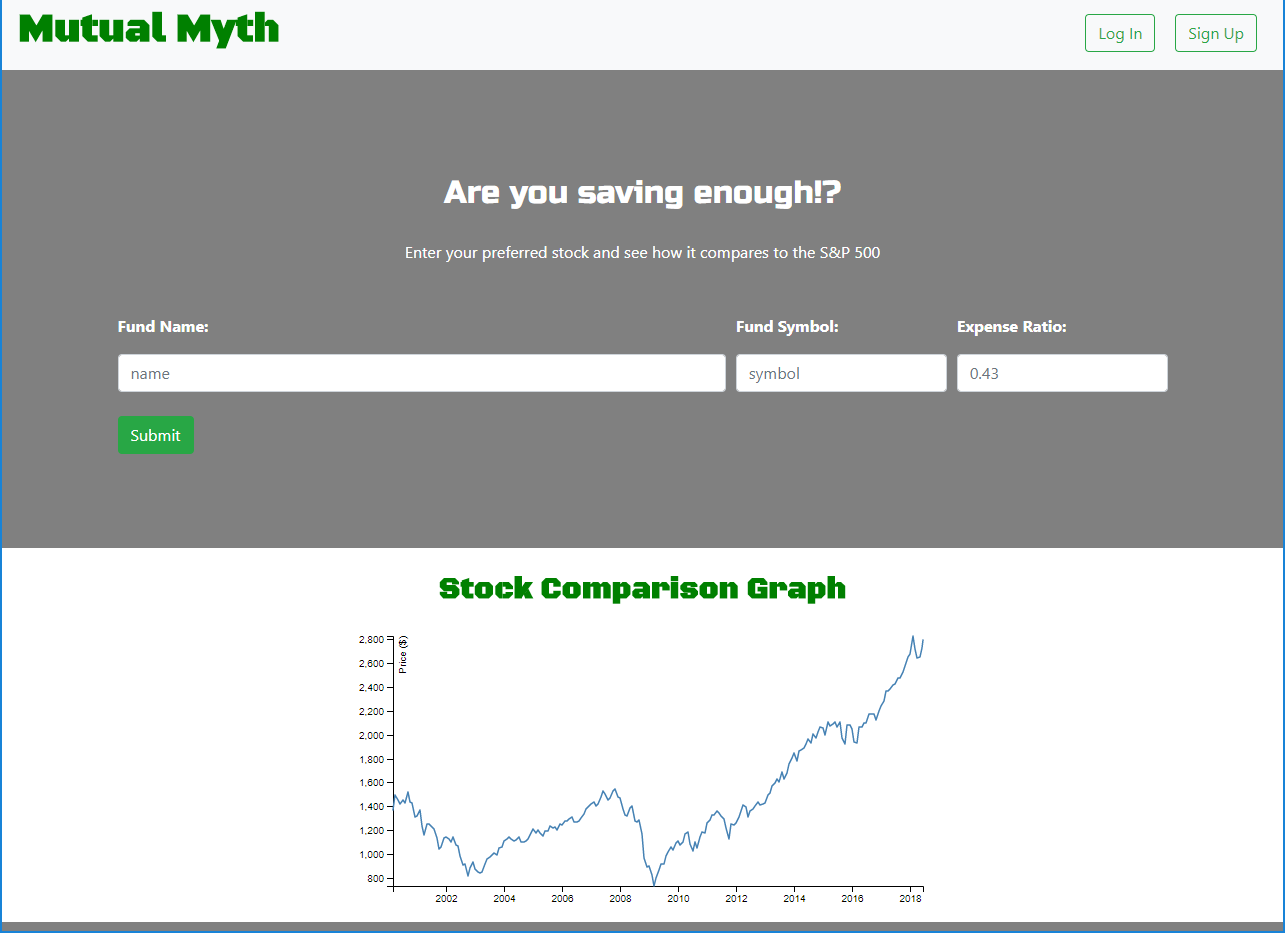 Mutual Myth
Log In
Sign Up
Are you saving enough!?
Enter your preferred stock and see how it compares to the S&P 500
Fund Name:
Fund Symbol:
Expense Ratio:
name
symbol
0.43
Submit
Stock Comparison Graph
Price ($)
2,800
2,600
2,400
2,200
2,000
1,800
1,600
1,400
1,200
1,000
800
2002 2004 2006 2008 2010 2012 2014 2016 2018